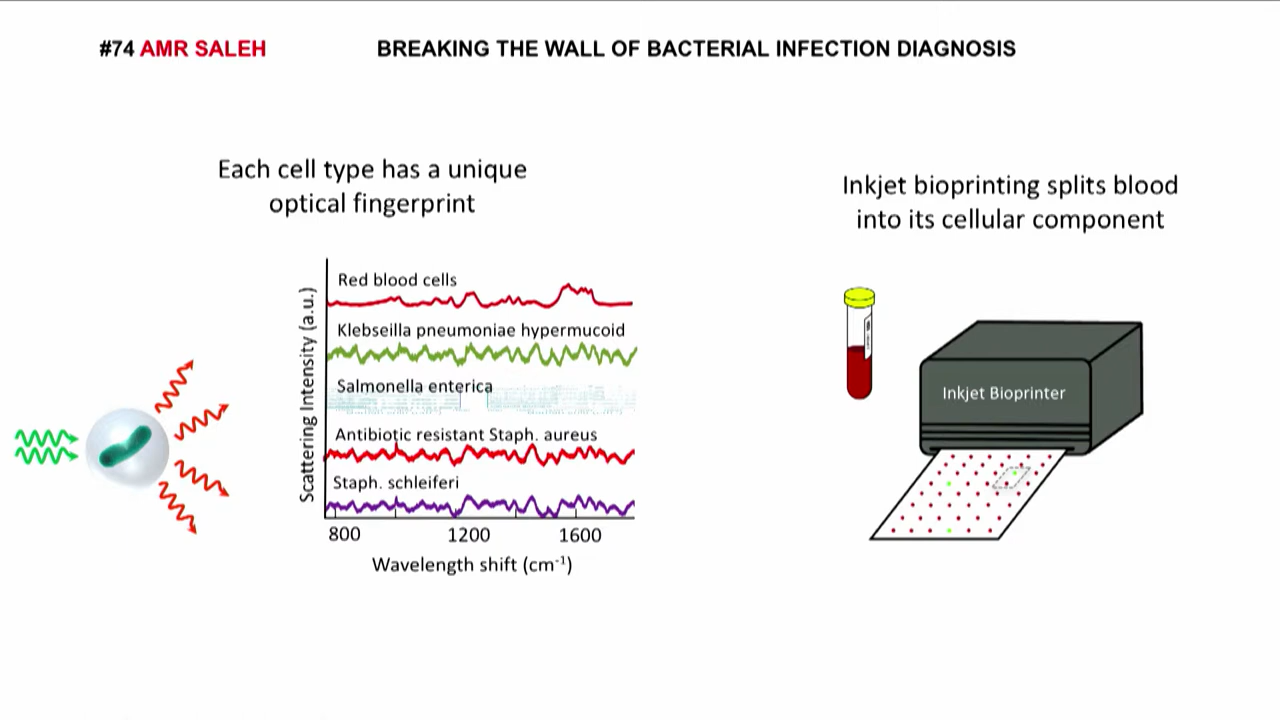 #74 AMR SALEH
BREAKING THE WALL OF BACTERIAL INFECTION DIAGNOSIS
Each cell type has a unique
optical fingerprint
Scattering Intensity (a.u.)
Red blood cells
Klebseilla pneumoniae hypermucoid
Salmonella enterica
Antibiotic resistant Staph. aureus
Staph. schleiferi
800 1200 1600
Wavelength shift (cm⁻¹)
Inkjet bioprinting splits blood
into its cellular component
Inkjet Bioprinter